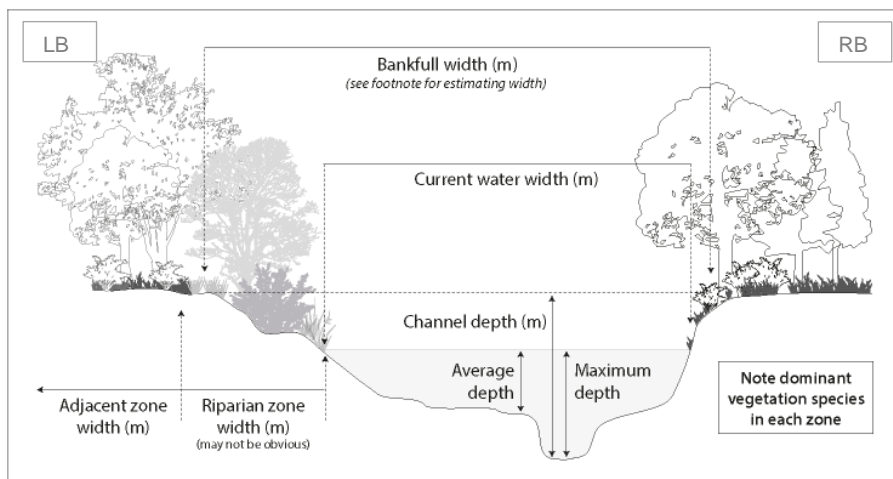 LB
RB
Bankfull width (m)
(see footnote for estimating width)
Current water width (m)
Channel depth (m)
Average
depth
Maximum
depth
Adjacent zone
width (m)
Riparian zone
width (m)
(may not be obvious)
Note dominant
vegetation species
in each zone